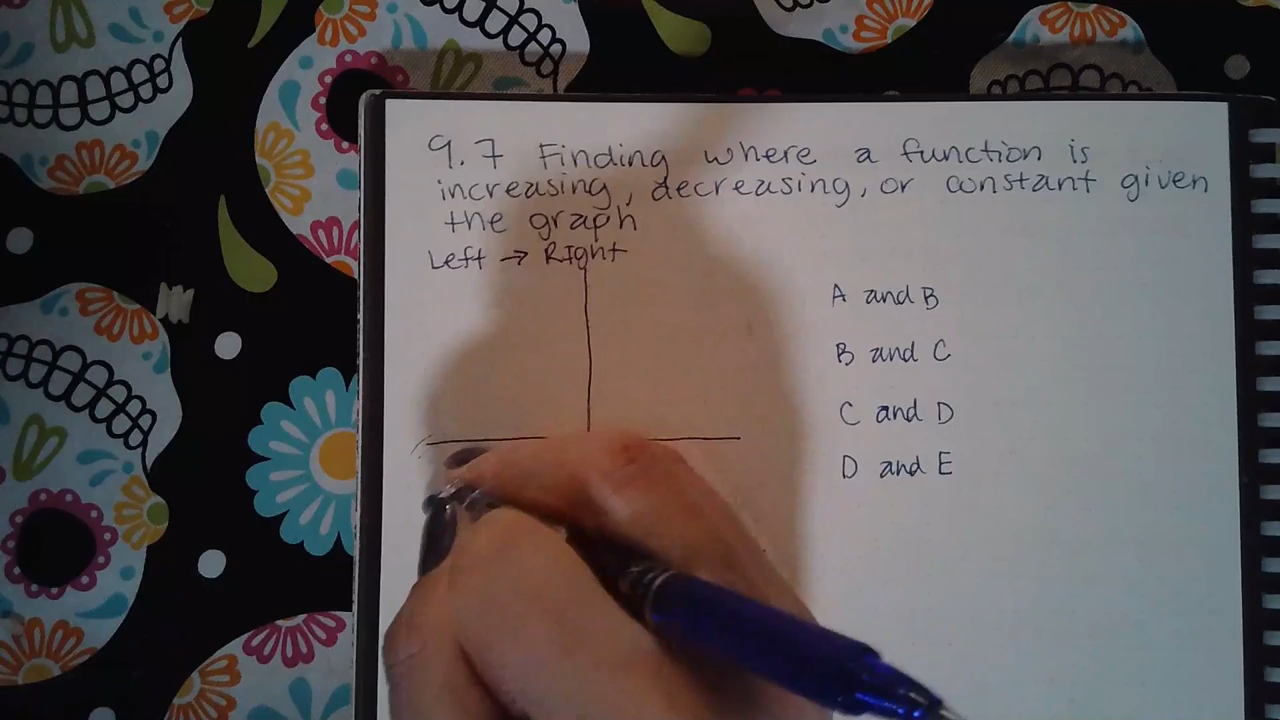 9.7 Finding where a function is
increasing, decreasing, or constant given
the graph
Left → Right
A and B
B and C
C and D
D and E